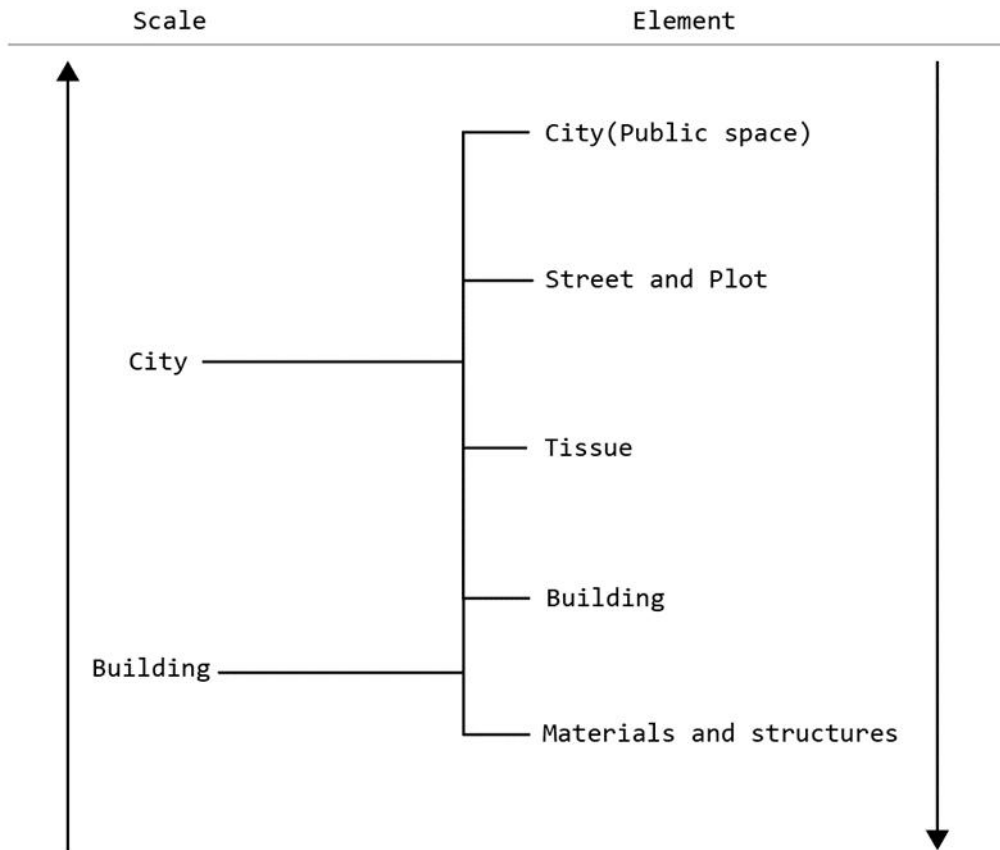 Scale
Element
City(Public space)
Street and Plot
City
Tissue
Building
Building
Materials and structures